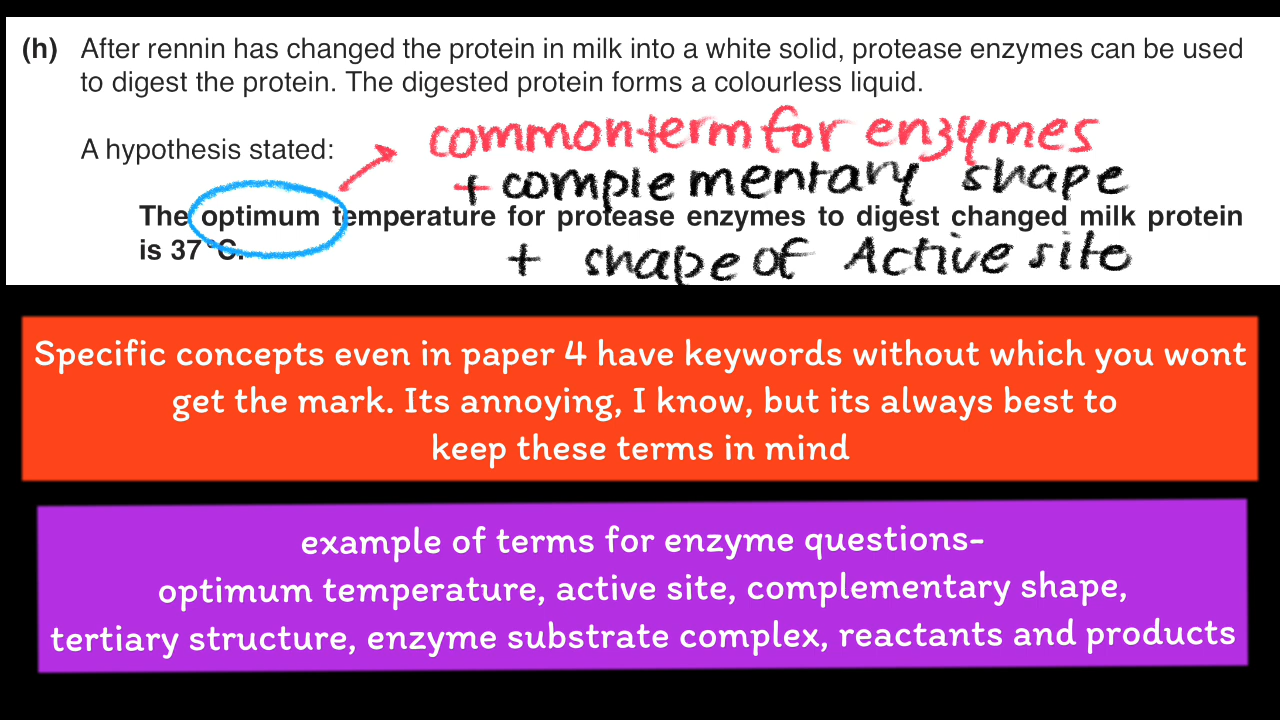 (h) After rennin has changed the protein in milk into a white solid, protease enzymes can be used
to digest the protein. The digested protein forms a colourless liquid.
common term for enzymes
A hypothesis stated:
+ complementary shape
The optimum temperature for protease enzymes to digest changed milk protein
is 37 °C.
+ shape of Active site
Specific concepts even in paper 4 have keywords without which you wont
get the mark. Its annoying, I know, but its always best to
keep these terms in mind
example of terms for enzyme questions-
optimum temperature, active site, complementary shape,
tertiary structure, enzyme substrate complex, reactants and products